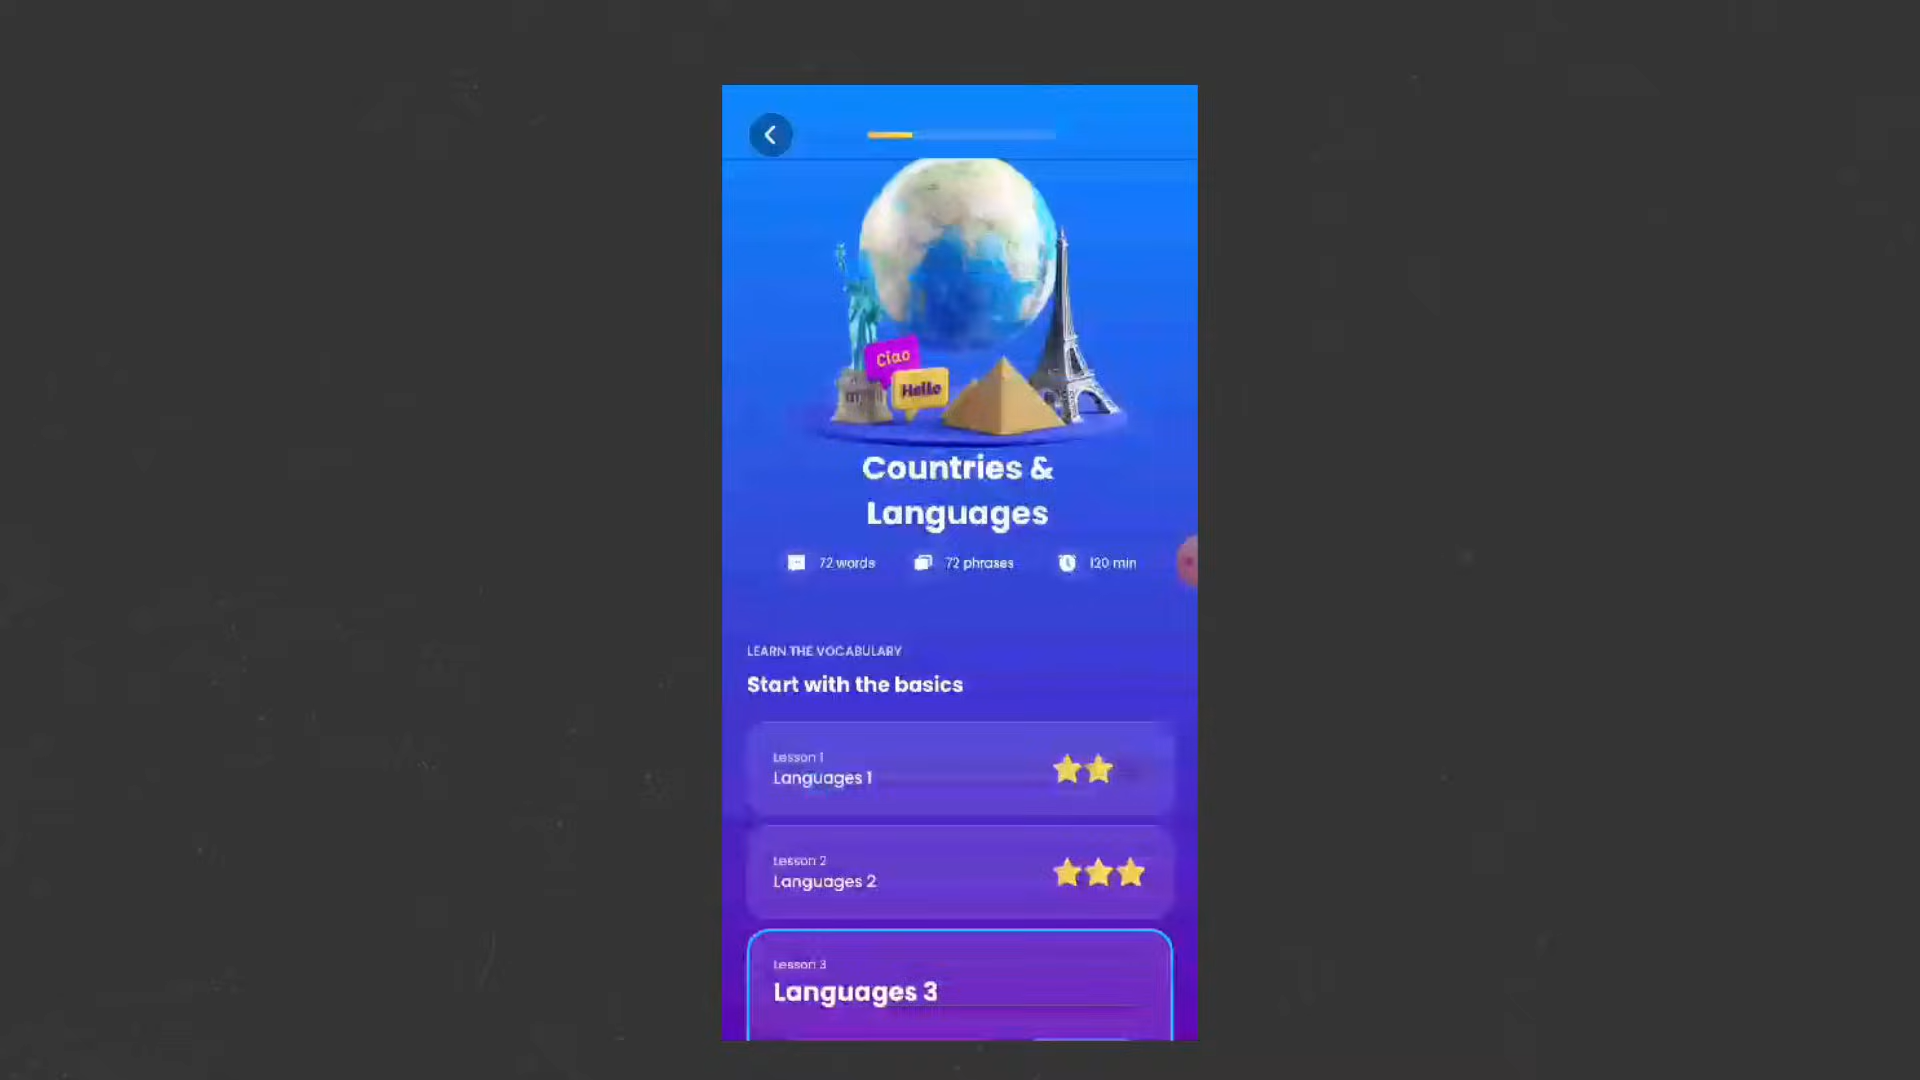 Ciao
Hello
Countries &
Languages
72 words 72 phrases 120 min
LEARN THE VOCABULARY
Start with the basics
Lesson 1
Languages 1
Lesson 2
Languages 2
Lesson 3
Languages 3